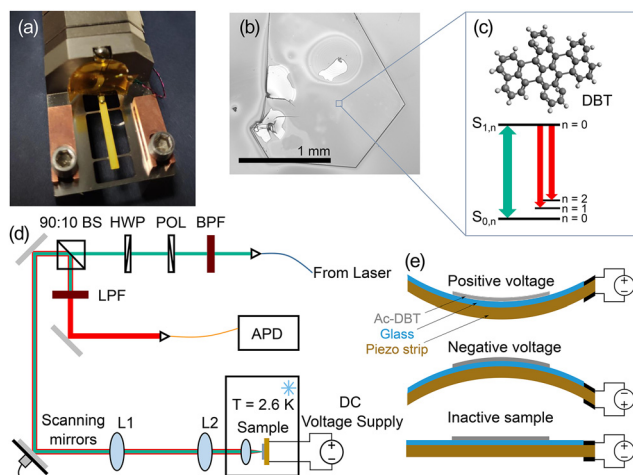 (a)
(b)
1 mm
(c)
DBT
S1,n
n = 0
n = 2
n = 1
S0,n
n = 0
(d)
90:10 BS
HWP
POL
BPF
From Laser
LPF
APD
Scanning
mirrors
L1
L2
T = 2.6 K
Sample
DC
Voltage Supply
(e)
Positive voltage
Ac-DBT
Glass
Piezo strip
Negative voltage
Inactive sample